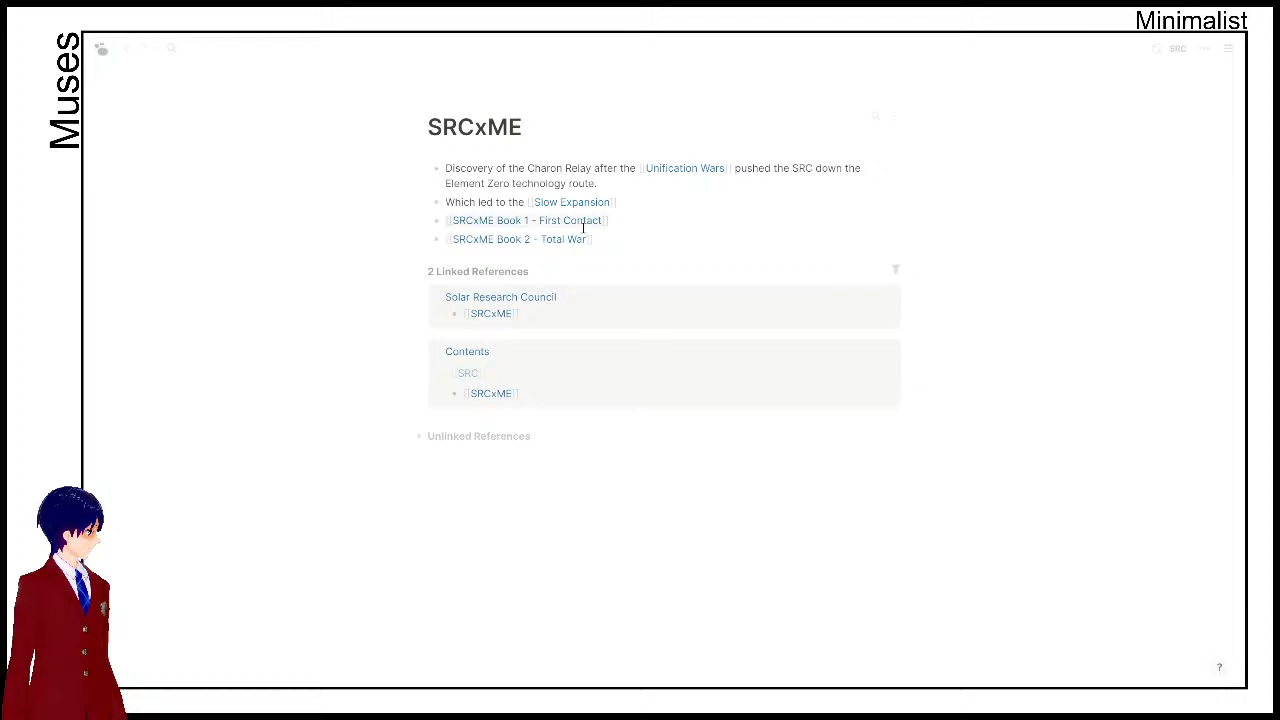 Minimalist
Muses
SRC
SRCxME
Discovery of the Charon Relay after the [[Unification Wars]] pushed the SRC down the
Element Zero technology route.
Which led to the [[Slow Expansion]]
[[SRCxME Book 1 - First Contact]]
[[SRCxME Book 2 - Total War]]
2 Linked References
Solar Research Council
[[SRCxME]]
Contents
[[SRC]]
[[SRCxME]]
Unlinked References
?